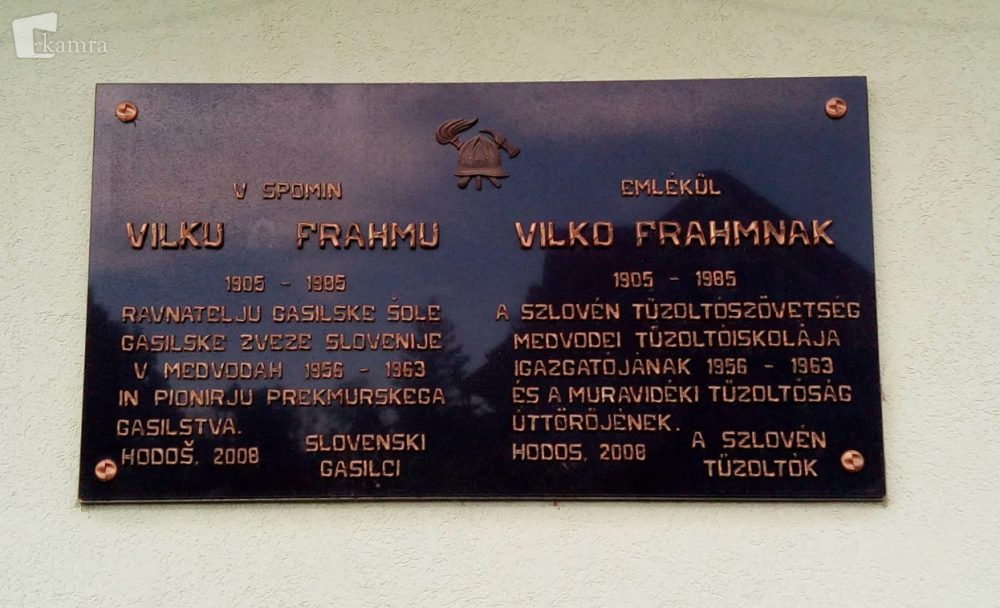 kamra
V SPOMIN
VILKU FRAHMU
1905 - 1985
RAVNATELJU GASILSKE ŠOLE
GASILSKE ZVEZE SLOVENIJE
V MEDVODAH 1956 - 1963
IN PIONIRJU PREKMURSKEGA
GASILSTVA.
HODOŠ, 2008
SLOVENSKI
GASILCI
EMLÉKÜL
VILKO FRAHMNAK
1905 - 1985
A SZLOVÉN TŰZOLTÓSZÖVETSÉG
MEDVODEI TŰZOLTÓISKOLÁJA
IGAZGATÓJÁNAK 1956 - 1963
ÉS A MURAVIDÉKI TŰZOLTÓSÁG
ÚTTÖRŐJÉNEK.
HODOS, 2008
A SZLOVÉN
TŰZOLTÓK